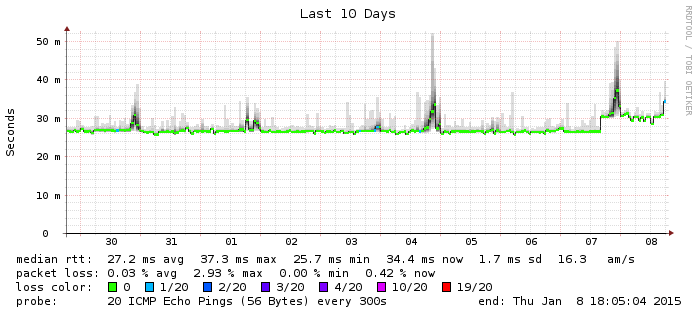 Last 10 Days
RRDTOOL / TOBI OETIKER
Seconds
50 m
40 m
30 m
20 m
10 m
0
30 31 01 02 03 04 05 06 07 08
median rtt: 27.2 ms avg 37.3 ms max 25.7 ms min 34.4 ms now 1.7 ms sd 16.3 am/s
packet loss: 0.03 % avg 2.93 % max 0.00 % min 0.42 % now
loss color: 0 1/20 2/20 3/20 4/20 10/20 19/20
probe: 20 ICMP Echo Pings (56 Bytes) every 300s end: Thu Jan 8 18:05:04 2015